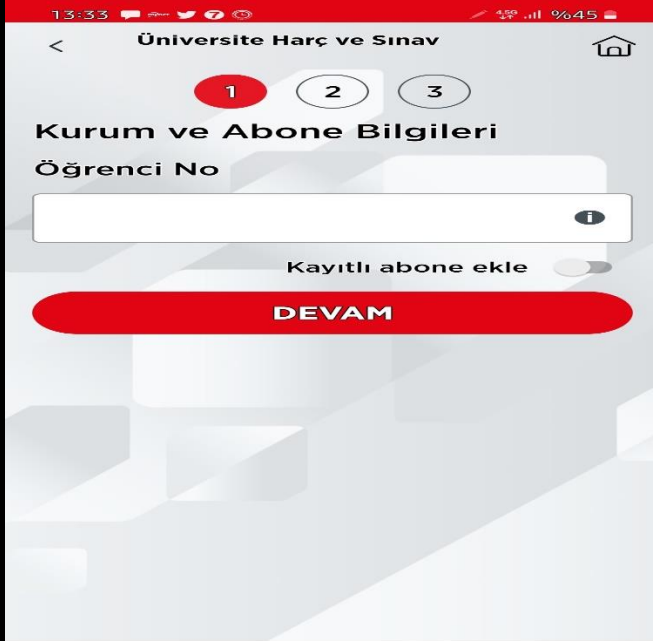 13:33 %45
< Üniversite Harç ve Sınav
1 2 3
Kurum ve Abone Bilgileri
Öğrenci No
Kayıtlı abone ekle
DEVAM